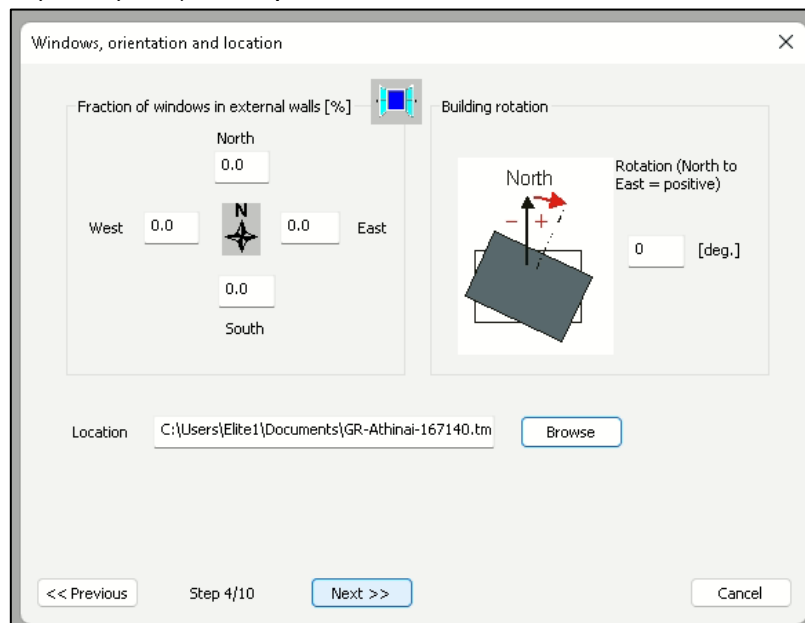 Windows, orientation and location
Fraction of windows in external walls [%]
North
0.0
West
0.0
N
0.0
East
0.0
South
Building rotation
North
- +
Rotation (North to
East = positive)
0
[deg.]
Location
C:\Users\Elite1\Documents\GR-Athinai-167140.tm
Browse
<< Previous
Step 4/10
Next >>
Cancel